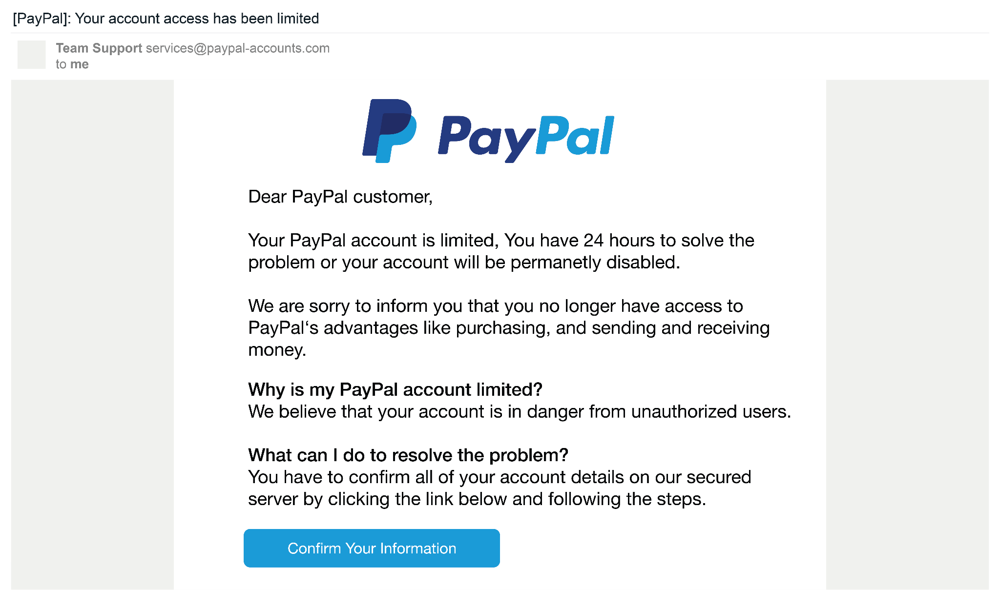 [PayPal]: Your account access has been limited
Team Support services@paypal-accounts.com
to me
PayPal
Dear PayPal customer,
Your PayPal account is limited, You have 24 hours to solve the
problem or your account will be permanetly disabled.
We are sorry to inform you that you no longer have access to
PayPal‘s advantages like purchasing, and sending and receiving
money.
Why is my PayPal account limited?
We believe that your account is in danger from unauthorized users.
What can I do to resolve the problem?
You have to confirm all of your account details on our secured
server by clicking the link below and following the steps.
Confirm Your Information